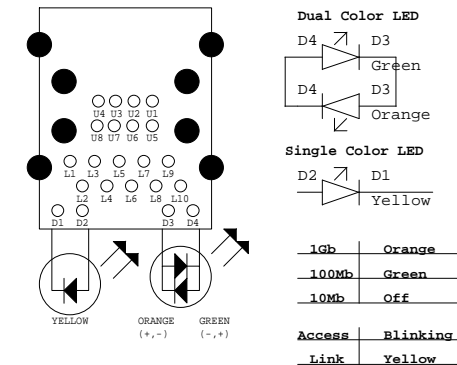 U4 U3 U2 U1
U8 U7 U6 U5
L1 L3 L5 L7 L9
L2 L4 L6 L8 L10
D1 D2 D3 D4
YELLOW ORANGE GREEN
(+,-) (-,+)
Dual Color LED
D4 D3
Green
D4 D3
Orange
Single Color LED
D2 D1
Yellow
1Gb Orange
100Mb Green
10Mb Off
Access Blinking
Link Yellow